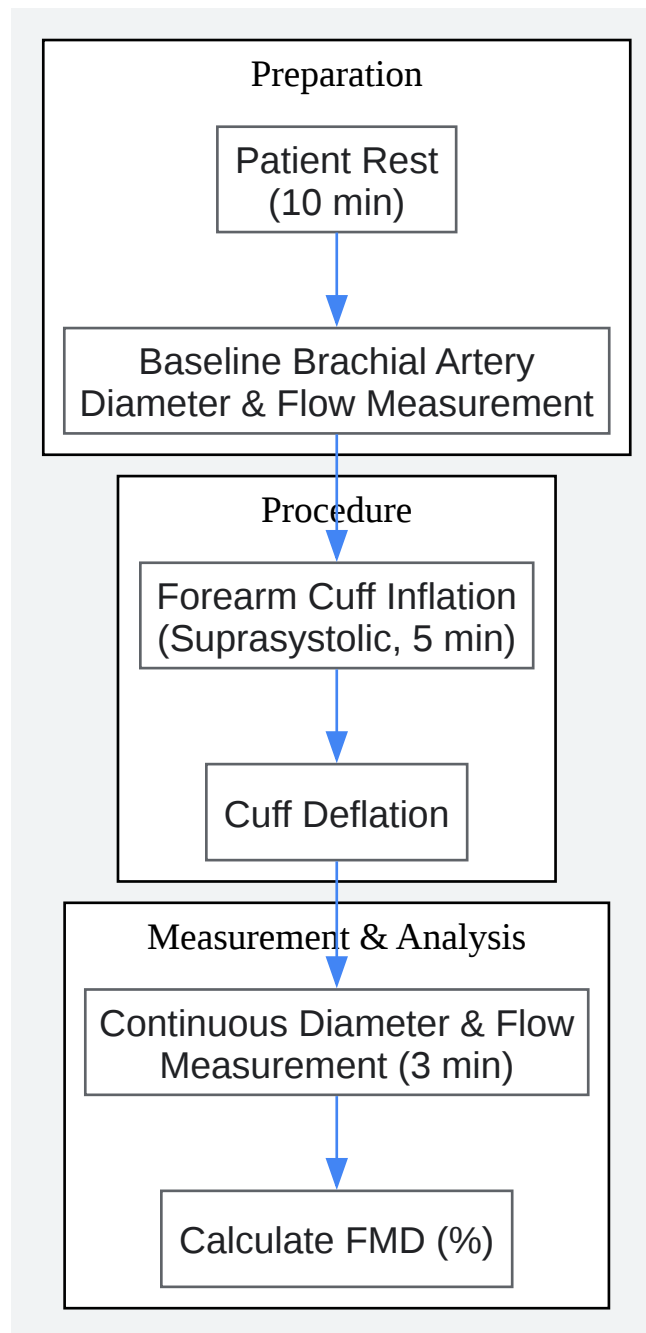 Preparation
Patient Rest
(10 min)
Baseline Brachial Artery
Diameter & Flow Measurement
Procedure
Forearm Cuff Inflation
(Suprasystolic, 5 min)
Cuff Deflation
Measurement & Analysis
Continuous Diameter & Flow
Measurement (3 min)
Calculate FMD (%)